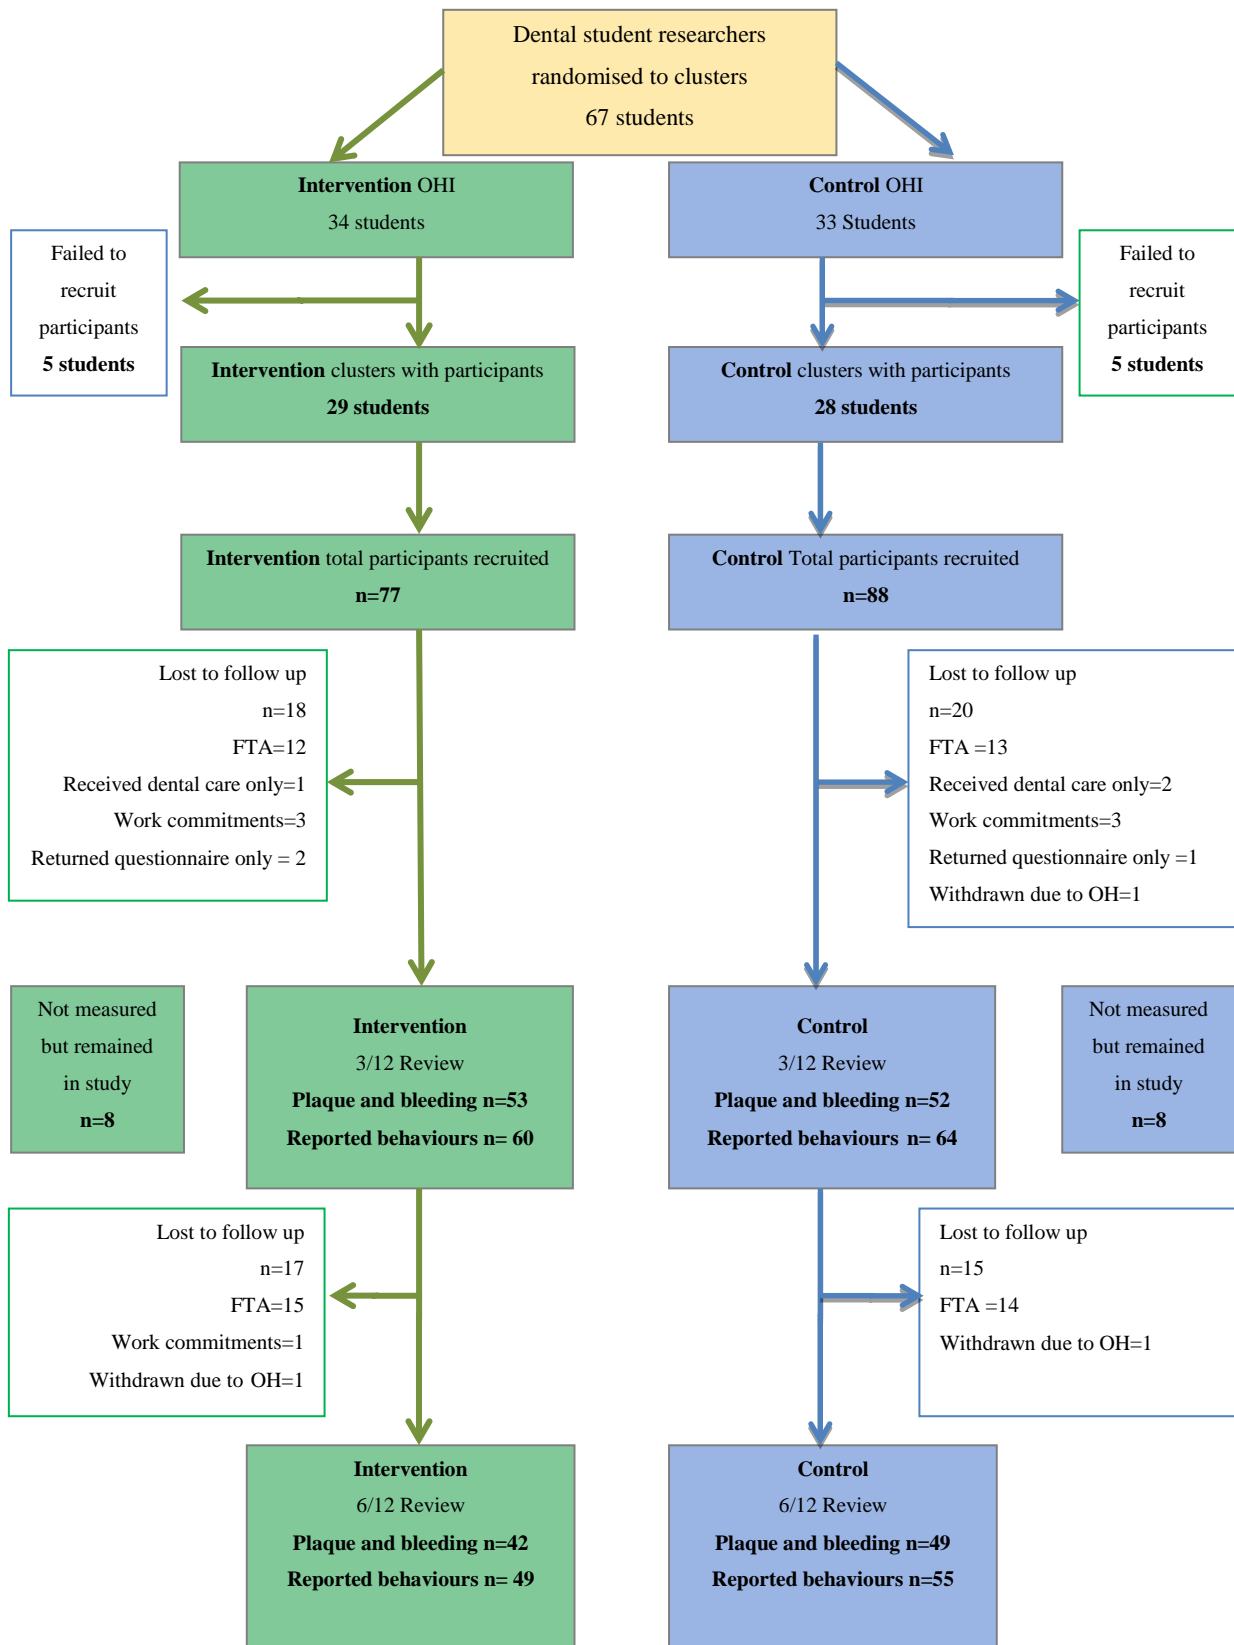 Dental student researchers
randomised to clusters
67 students
Intervention OHI
34 students
Control OHI
33 Students
Failed to
recruit
participants
5 students
Failed to
recruit
participants
5 students
Intervention clusters with participants
29 students
Control clusters with participants
28 students
Intervention total participants recruited
n=77
Control Total participants recruited
n=88
Lost to follow up
n=18
FTA=12
Received dental care only=1
Work commitments=3
Returned questionnaire only = 2
Lost to follow up
n=20
FTA =13
Received dental care only=2
Work commitments=3
Returned questionnaire only =1
Withdrawn due to OH=1
Not measured
but remained
in study
n=8
Intervention
3/12 Review
Plaque and bleeding n=53
Reported behaviours n= 60
Control
3/12 Review
Plaque and bleeding n=52
Reported behaviours n= 64
Not measured
but remained
in study
n=8
Lost to follow up
n=17
FTA=15
Work commitments=1
Withdrawn due to OH=1
Lost to follow up
n=15
FTA =14
Withdrawn due to OH=1
Intervention
6/12 Review
Plaque and bleeding n=42
Reported behaviours n= 49
Control
6/12 Review
Plaque and bleeding n=49
Reported behaviours n=55